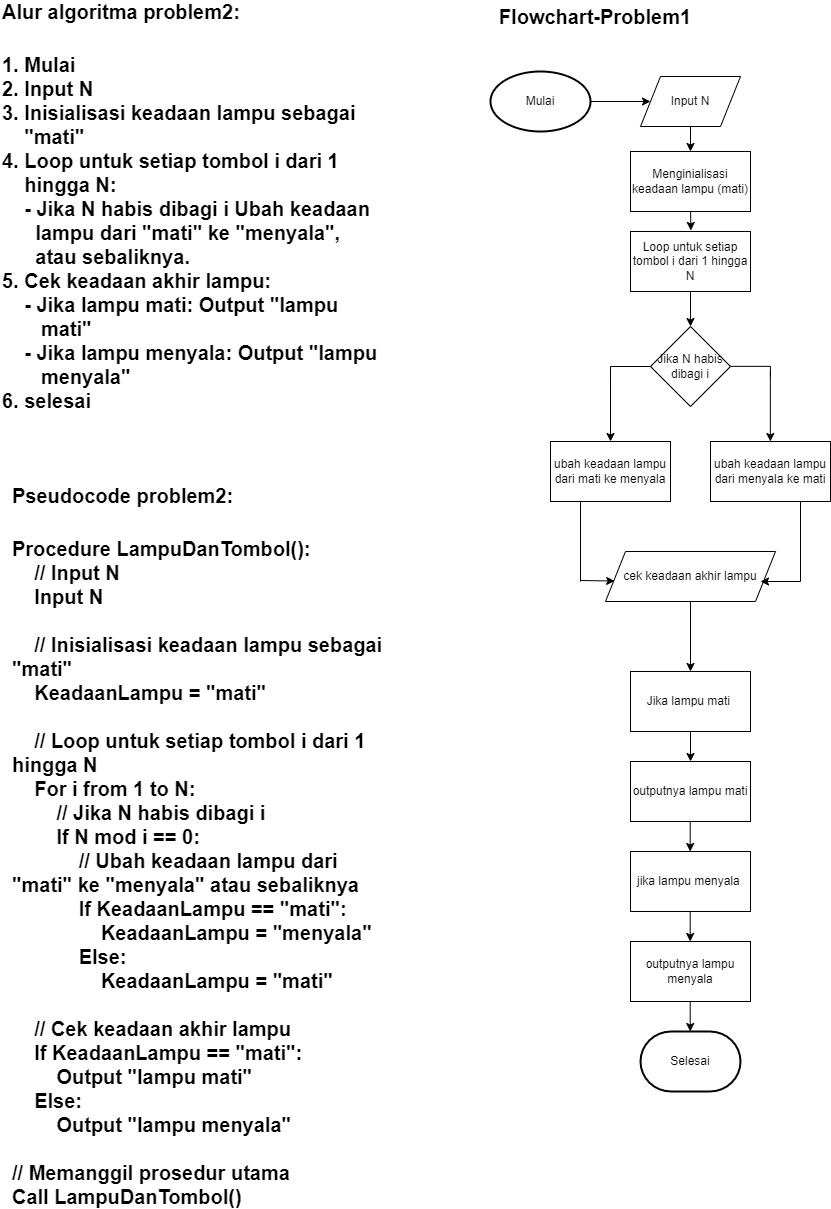 Alur algoritma problem2:
1. Mulai
2. Input N
3. Inisialisasi keadaan lampu sebagai
"mati"
4. Loop untuk setiap tombol i dari 1
hingga N:
- Jika N habis dibagi i Ubah keadaan
lampu dari "mati" ke "menyala",
atau sebaliknya.
5. Cek keadaan akhir lampu:
- Jika lampu mati: Output "lampu
mati"
- Jika lampu menyala: Output "lampu
menyala"
6. selesai
Pseudocode problem2:
Procedure LampuDanTombol():
// Input N
Input N
// Inisialisasi keadaan lampu sebagai
"mati"
KeadaanLampu = "mati"
// Loop untuk setiap tombol i dari 1
hingga N
For i from 1 to N:
// Jika N habis dibagi i
If N mod i == 0:
// Ubah keadaan lampu dari
"mati" ke "menyala" atau sebaliknya
If KeadaanLampu == "mati":
KeadaanLampu = "menyala"
Else:
KeadaanLampu = "mati"
// Cek keadaan akhir lampu
If KeadaanLampu == "mati":
Output "lampu mati"
Else:
Output "lampu menyala"
// Memanggil prosedur utama
Call LampuDanTombol()
Flowchart-Problem1
Mulai
Input N
Menginialisasi
keadaan lampu (mati)
Loop untuk setiap
tombol i dari 1 hingga
N
Jika N habis
dibagi i
ubah keadaan lampu
dari mati ke menyala
ubah keadaan lampu
dari menyala ke mati
cek keadaan akhir lampu
Jika lampu mati
outputnya lampu mati
jika lampu menyala
outputnya lampu
menyala
Selesai